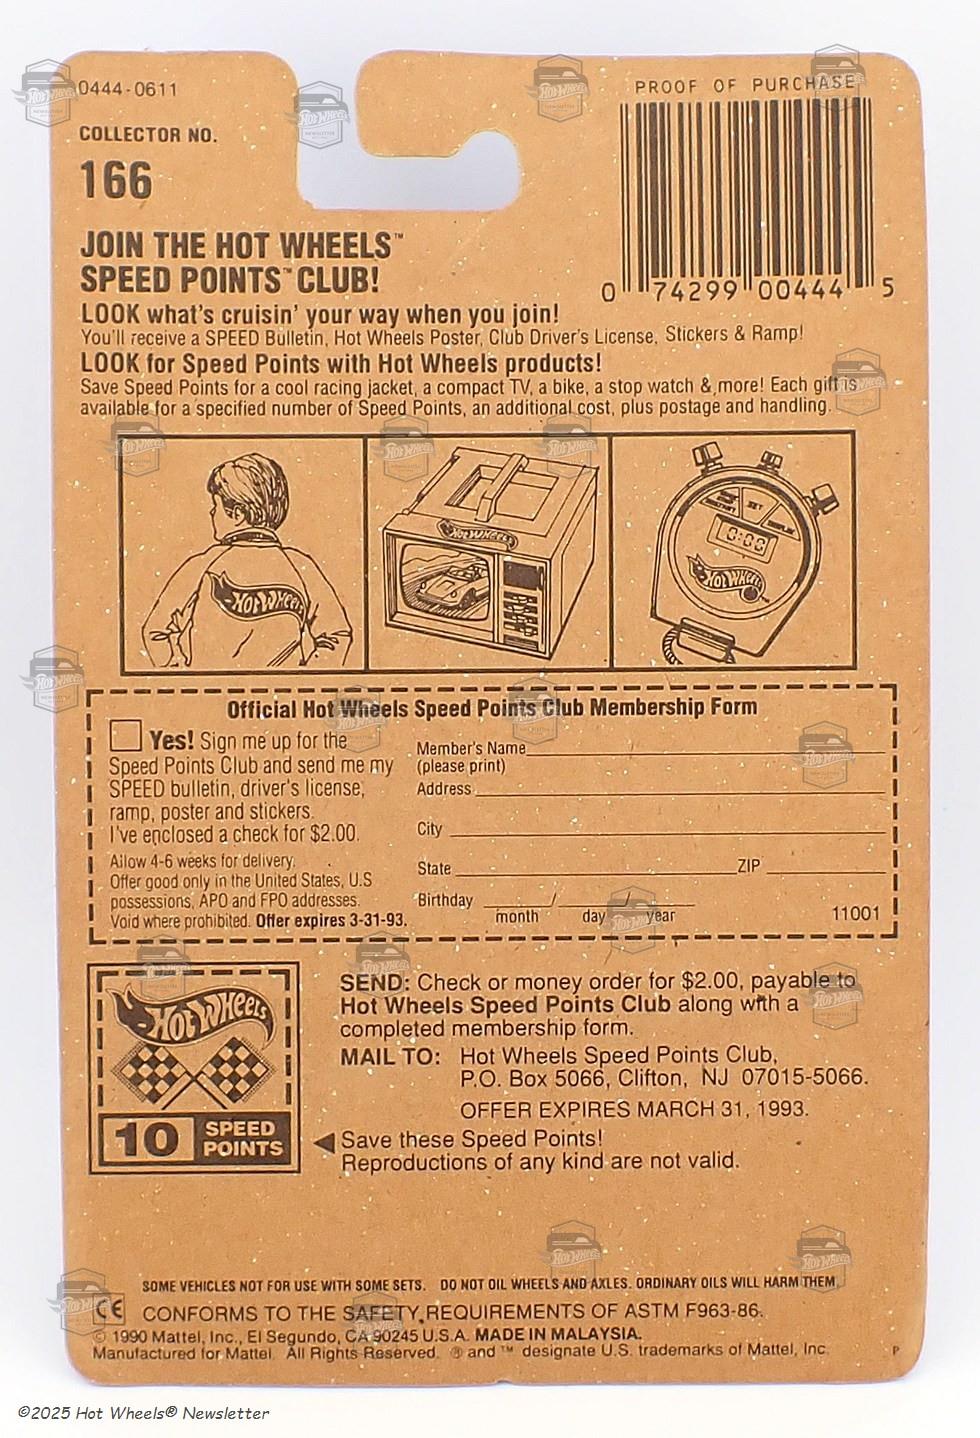 0444-0611
PROOF OF PURCHASE
COLLECTOR NO.
166
0 74299 00444 5
JOIN THE HOT WHEELS™
SPEED POINTS™ CLUB!
LOOK what's cruisin' your way when you join!
You'll receive a SPEED Bulletin, Hot Wheels Poster, Club Driver's License, Stickers & Ramp!
LOOK for Speed Points with Hot Wheels products!
Save Speed Points for a cool racing jacket, a compact TV, a bike, a stop watch & more! Each gift is
available for a specified number of Speed Points, an additional cost, plus postage and handling.
HOT WHEELS
HOT WHEELS
SET
0:00
HOT WHEELS
Official Hot Wheels Speed Points Club Membership Form
Yes! Sign me up for the
Speed Points Club and send me my
SPEED bulletin, driver's license,
ramp, poster and stickers.
I've enclosed a check for $2.00.
Allow 4-6 weeks for delivery.
Offer good only in the United States, U.S
possessions, APO and FPO addresses.
Void where prohibited. Offer expires 3-31-93.
Member's Name
(please print)
Address
City
State ZIP
Birthday / /
month day year
11001
HOT WHEELS
10 SPEED
POINTS
SEND: Check or money order for $2.00, payable to
Hot Wheels Speed Points Club along with a
completed membership form.
MAIL TO: Hot Wheels Speed Points Club,
P.O. Box 5066, Clifton, NJ 07015-5066.
OFFER EXPIRES MARCH 31, 1993.
Save these Speed Points!
Reproductions of any kind are not valid.
SOME VEHICLES NOT FOR USE WITH SOME SETS. DO NOT OIL WHEELS AND AXLES. ORDINARY OILS WILL HARM THEM.
CE CONFORMS TO THE SAFETY REQUIREMENTS OF ASTM F963-86.
© 1990 Mattel, Inc., El Segundo, CA 90245 U.S.A. MADE IN MALAYSIA.
Manufactured for Mattel. All Rights Reserved. ® and ™ designate U.S. trademarks of Mattel, Inc.
P
©2025 Hot Wheels® Newsletter